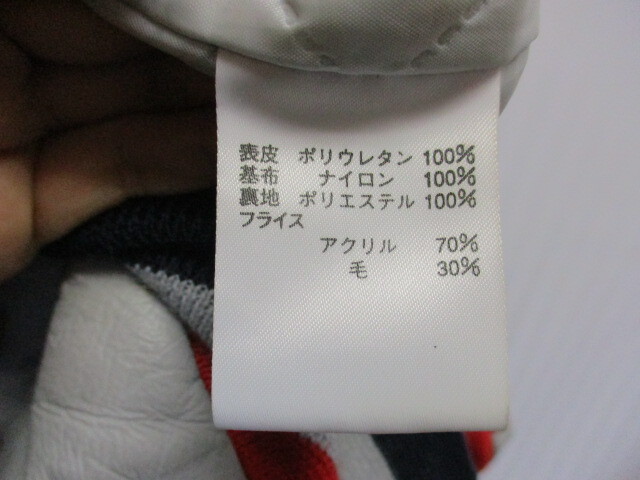 表皮 ポリウレタン 100%
基布 ナイロン 100%
裏地 ポリエステル 100%
フライス
アクリル 70%
毛 30%